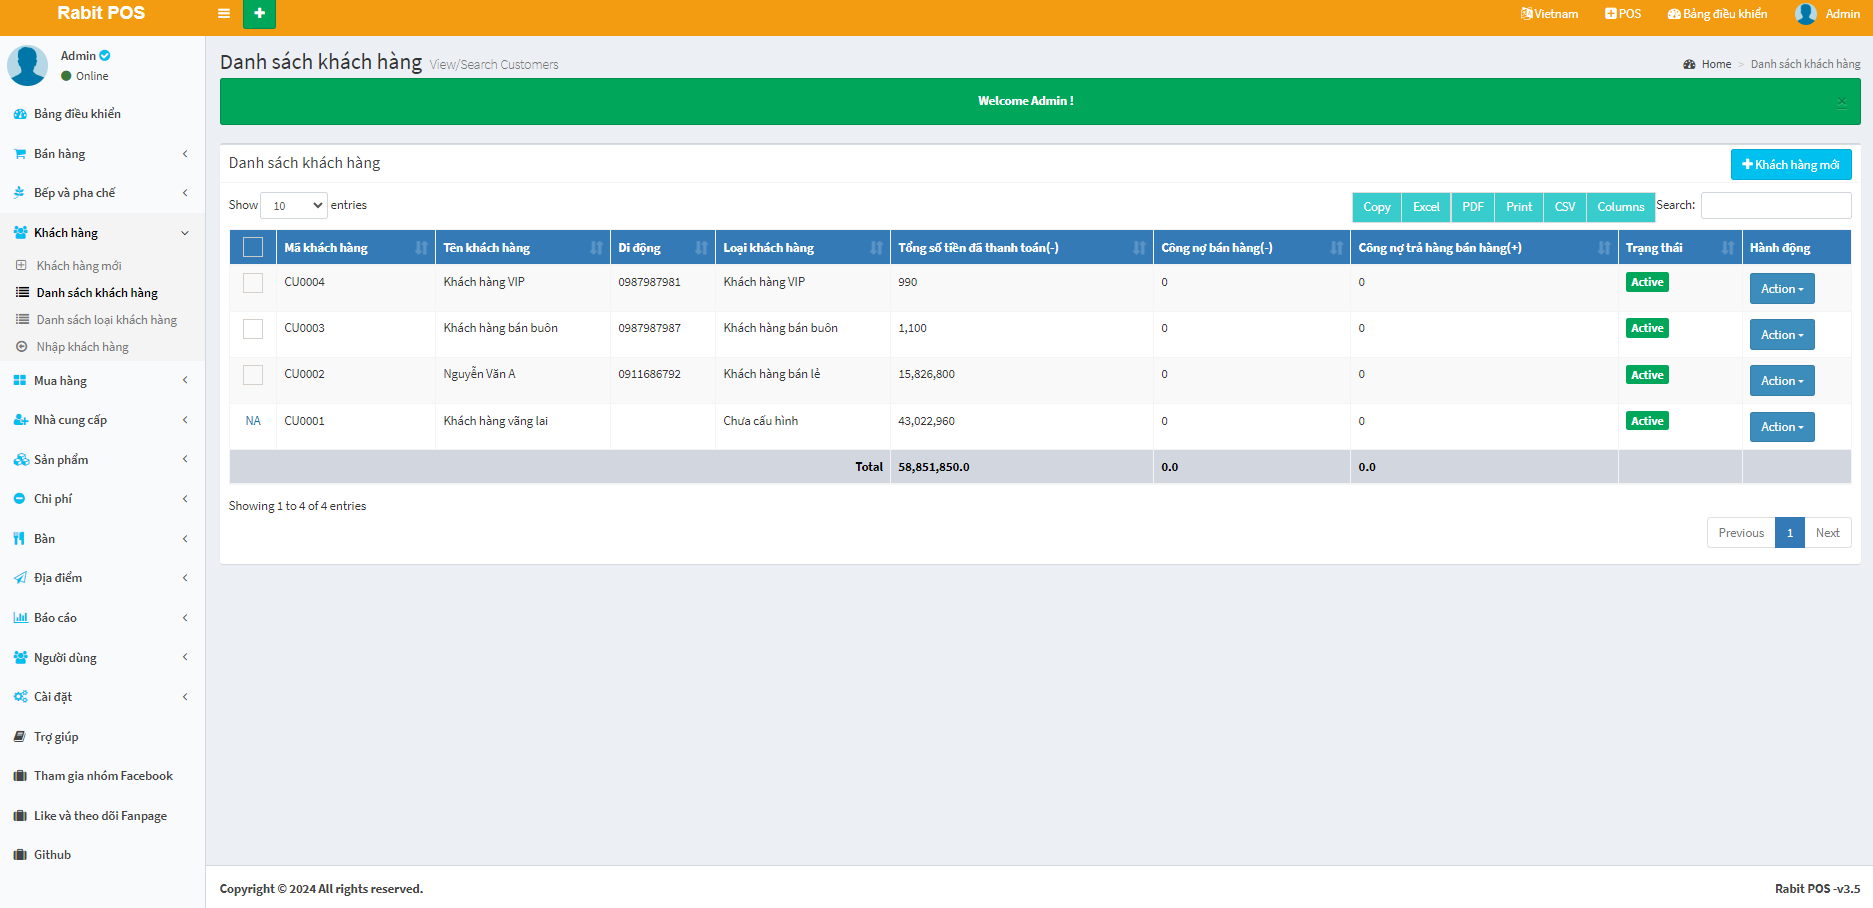 Rabit POS
Vietnam POS Bảng điều khiển Admin
Admin
Online
Bảng điều khiển
Bán hàng
Bếp và pha chế
Khách hàng
Khách hàng mới
Danh sách khách hàng
Danh sách loại khách hàng
Nhập khách hàng
Mua hàng
Nhà cung cấp
Sản phẩm
Chi phí
Bàn
Địa điểm
Báo cáo
Người dùng
Cài đặt
Trợ giúp
Tham gia nhóm Facebook
Like và theo dõi Fanpage
Github
Danh sách khách hàng View/Search Customers
Home > Danh sách khách hàng
Welcome Admin ! ×
Danh sách khách hàng
Khách hàng mới
Show 10 entries
Copy Excel PDF Print CSV Columns Search:
Mã khách hàng Tên khách hàng Di động Loại khách hàng Tổng số tiền đã thanh toán(-) Công nợ bán hàng(-) Công nợ trả hàng bán hàng(+) Trạng thái Hành động
CU0004 Khách hàng VIP 0987987981 Khách hàng VIP 990 0 0 Active Action
CU0003 Khách hàng bán buôn 0987987987 Khách hàng bán buôn 1,100 0 0 Active Action
CU0002 Nguyễn Văn A 0911686792 Khách hàng bán lẻ 15,826,800 0 0 Active Action
NA CU0001 Khách hàng vãng lai Chưa cấu hình 43,022,960 0 0 Active Action
Total 58,851,850.0 0.0 0.0
Showing 1 to 4 of 4 entries
Previous 1 Next
Copyright © 2024 All rights reserved.
Rabit POS -v3.5